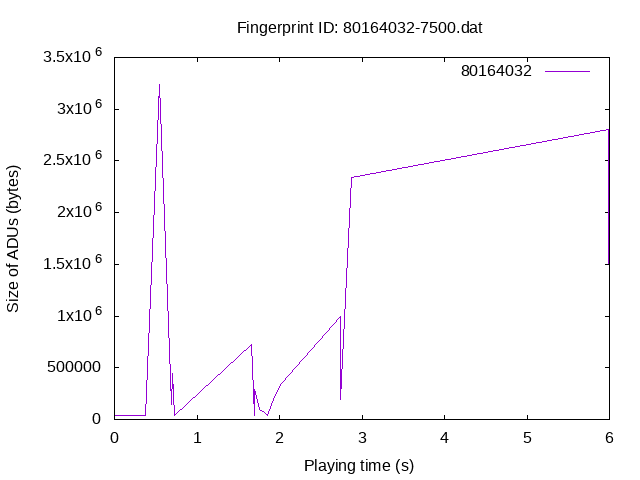 Fingerprint ID: 80164032-7500.dat
80164032
3.5x10 6
3x10 6
2.5x10 6
2x10 6
1.5x10 6
1x10 6
500000
0
Size of ADUs (bytes)
0 1 2 3 4 5 6
Playing time (s)